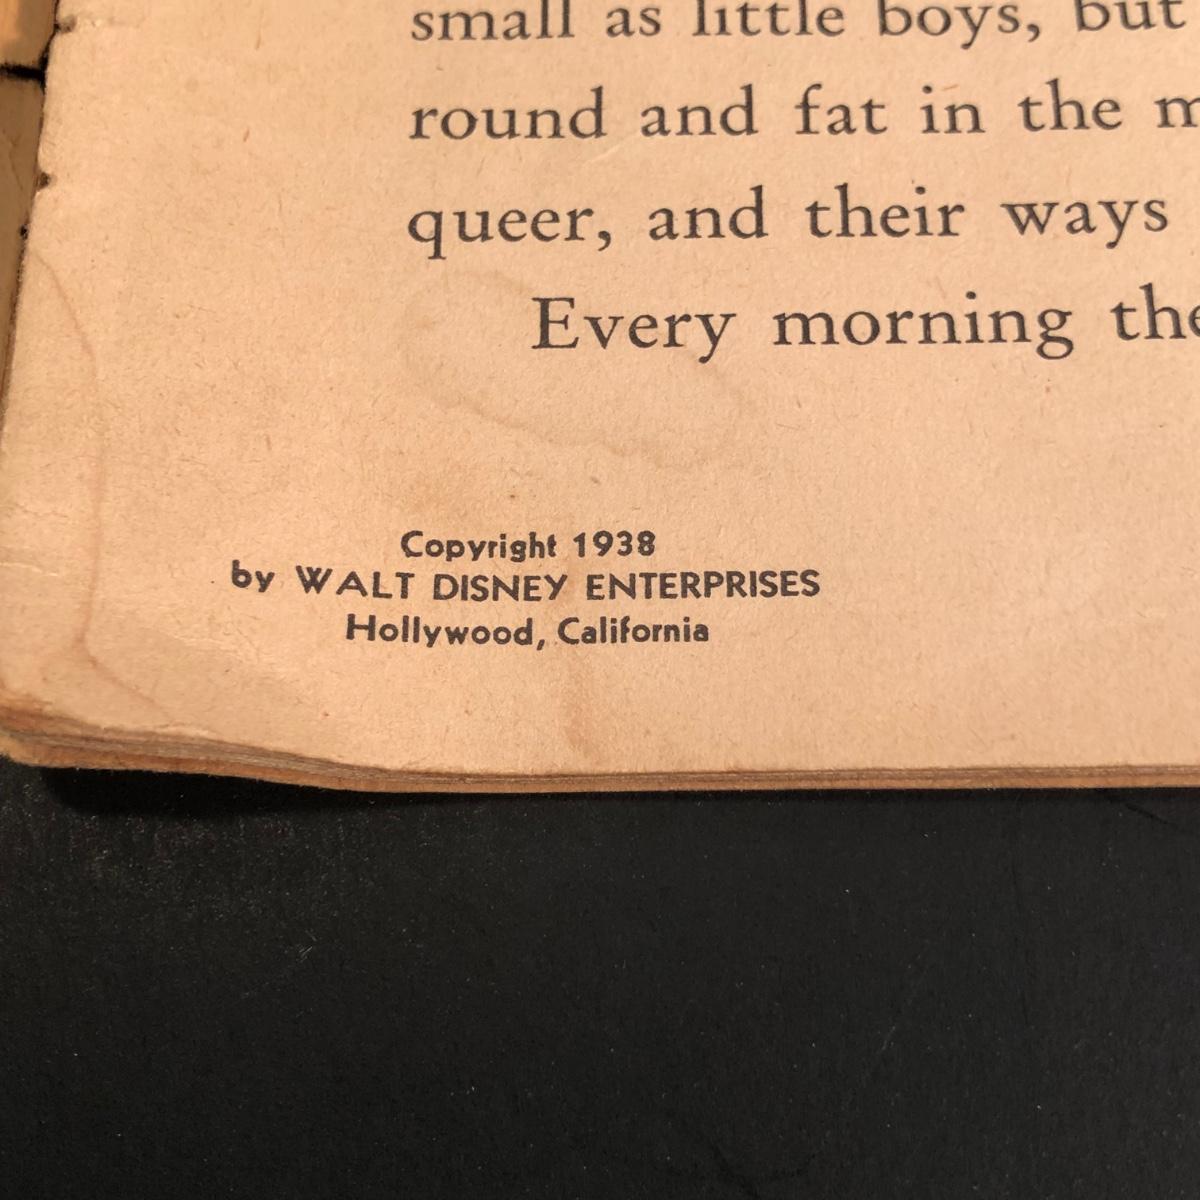 small as little boys, but
round and fat in the m
queer, and their ways
Every morning the
Copyright 1938
by WALT DISNEY ENTERPRISES
Hollywood, California